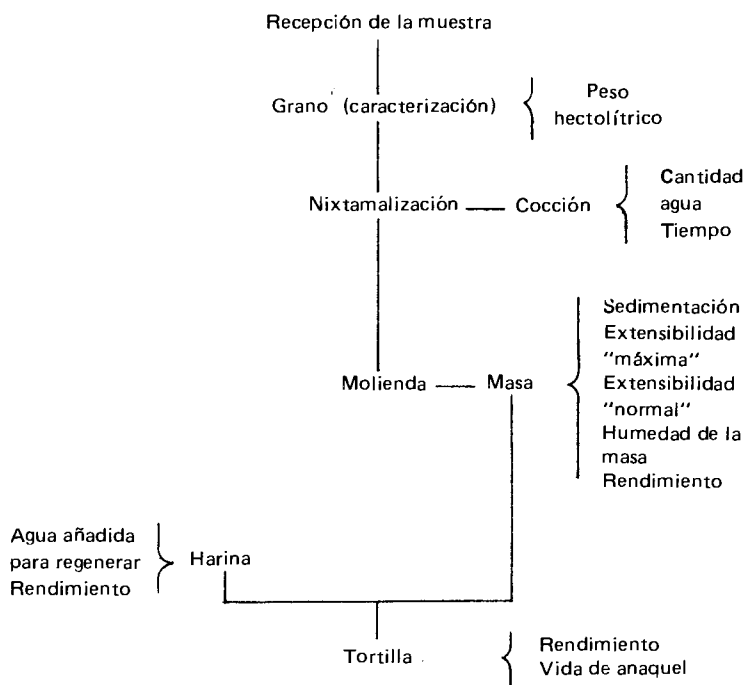 Recepción de la muestra
Grano (caracterización)
Peso
hectolítrico
Nixtamalización
Cocción
Cantidad
agua
Tiempo
Molienda
Masa
Sedimentación
Extensibilidad
"máxima"
Extensibilidad
"normal"
Humedad de la
masa
Rendimiento
Agua añadida
para regenerar
Rendimiento
Harina
Tortilla
Rendimiento
Vida de anaquel